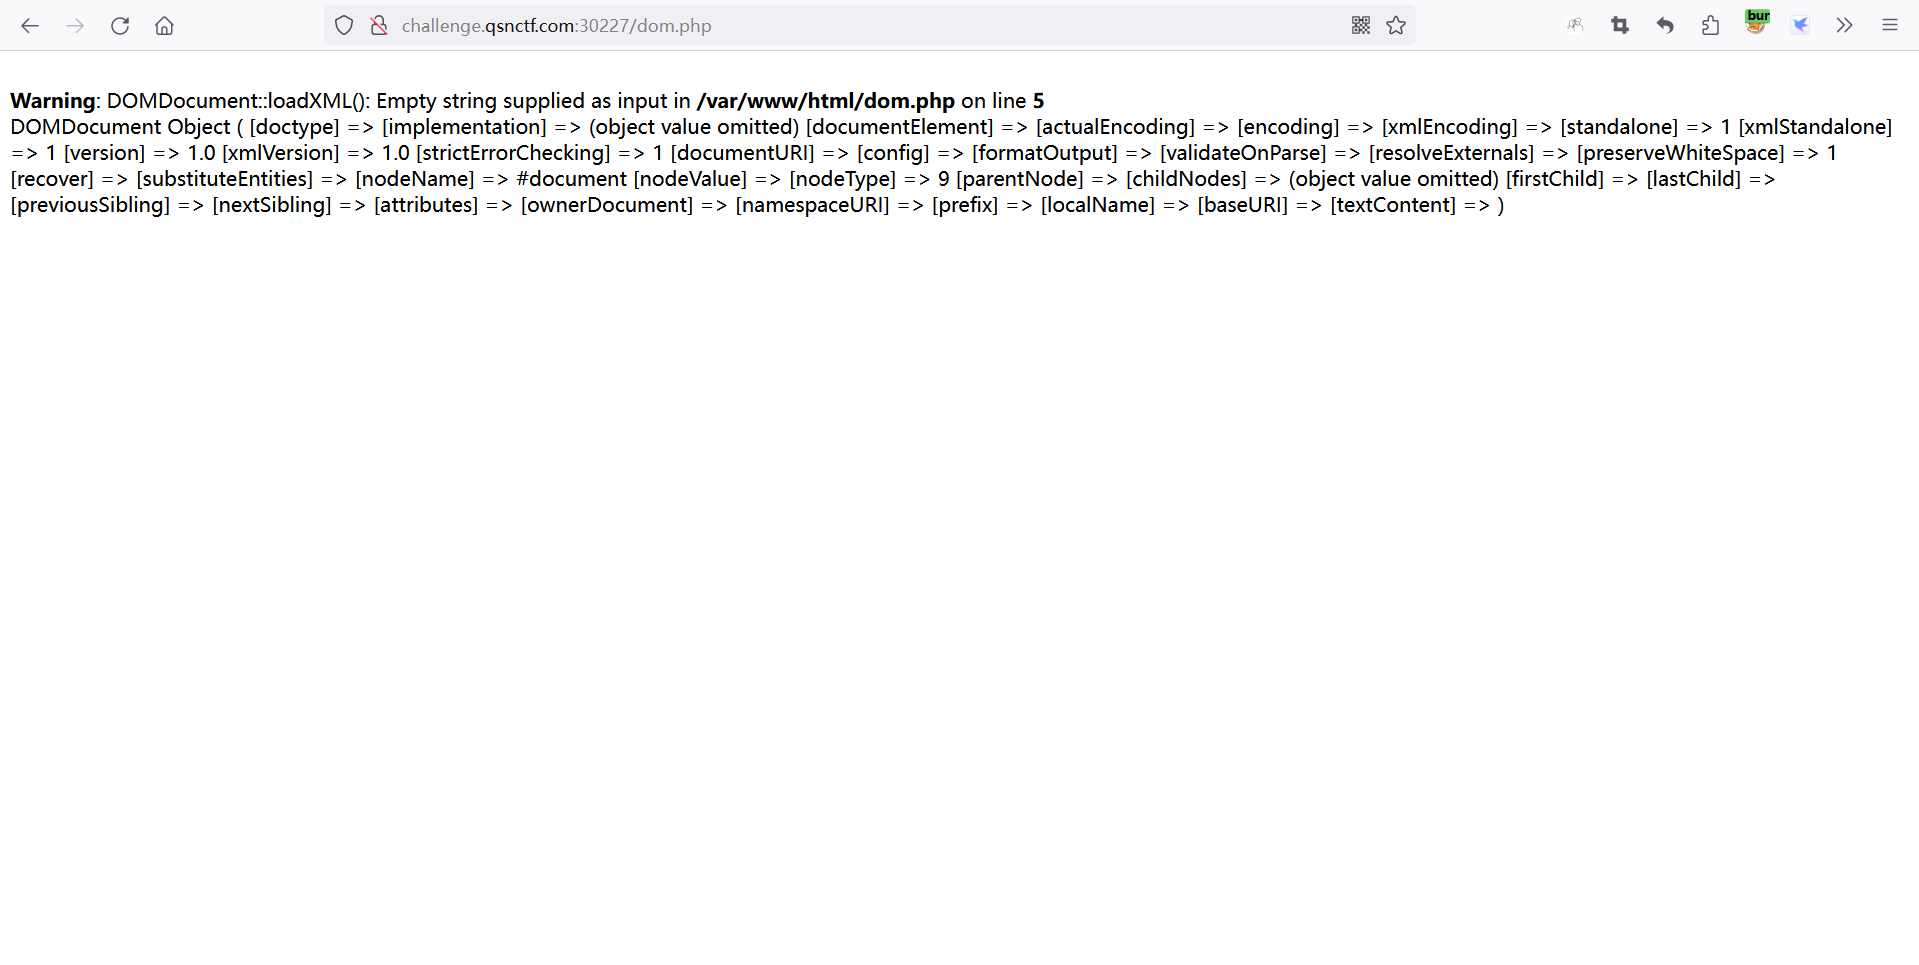 challenge.qsnctf.com:30227/dom.php
bur
Warning: DOMDocument::loadXML(): Empty string supplied as input in /var/www/html/dom.php on line 5
DOMDocument Object ( [doctype] => [implementation] => (object value omitted) [documentElement] => [actualEncoding] => [encoding] => [xmlEncoding] => [standalone] => 1 [xmlStandalone]
=> 1 [version] => 1.0 [xmlVersion] => 1.0 [strictErrorChecking] => 1 [documentURI] => [config] => [formatOutput] => [validateOnParse] => [resolveExternals] => [preserveWhiteSpace] => 1
[recover] => [substituteEntities] => [nodeName] => #document [nodeValue] => [nodeType] => 9 [parentNode] => [childNodes] => (object value omitted) [firstChild] => [lastChild] =>
[previousSibling] => [nextSibling] => [attributes] => [ownerDocument] => [namespaceURI] => [prefix] => [localName] => [baseURI] => [textContent] => )